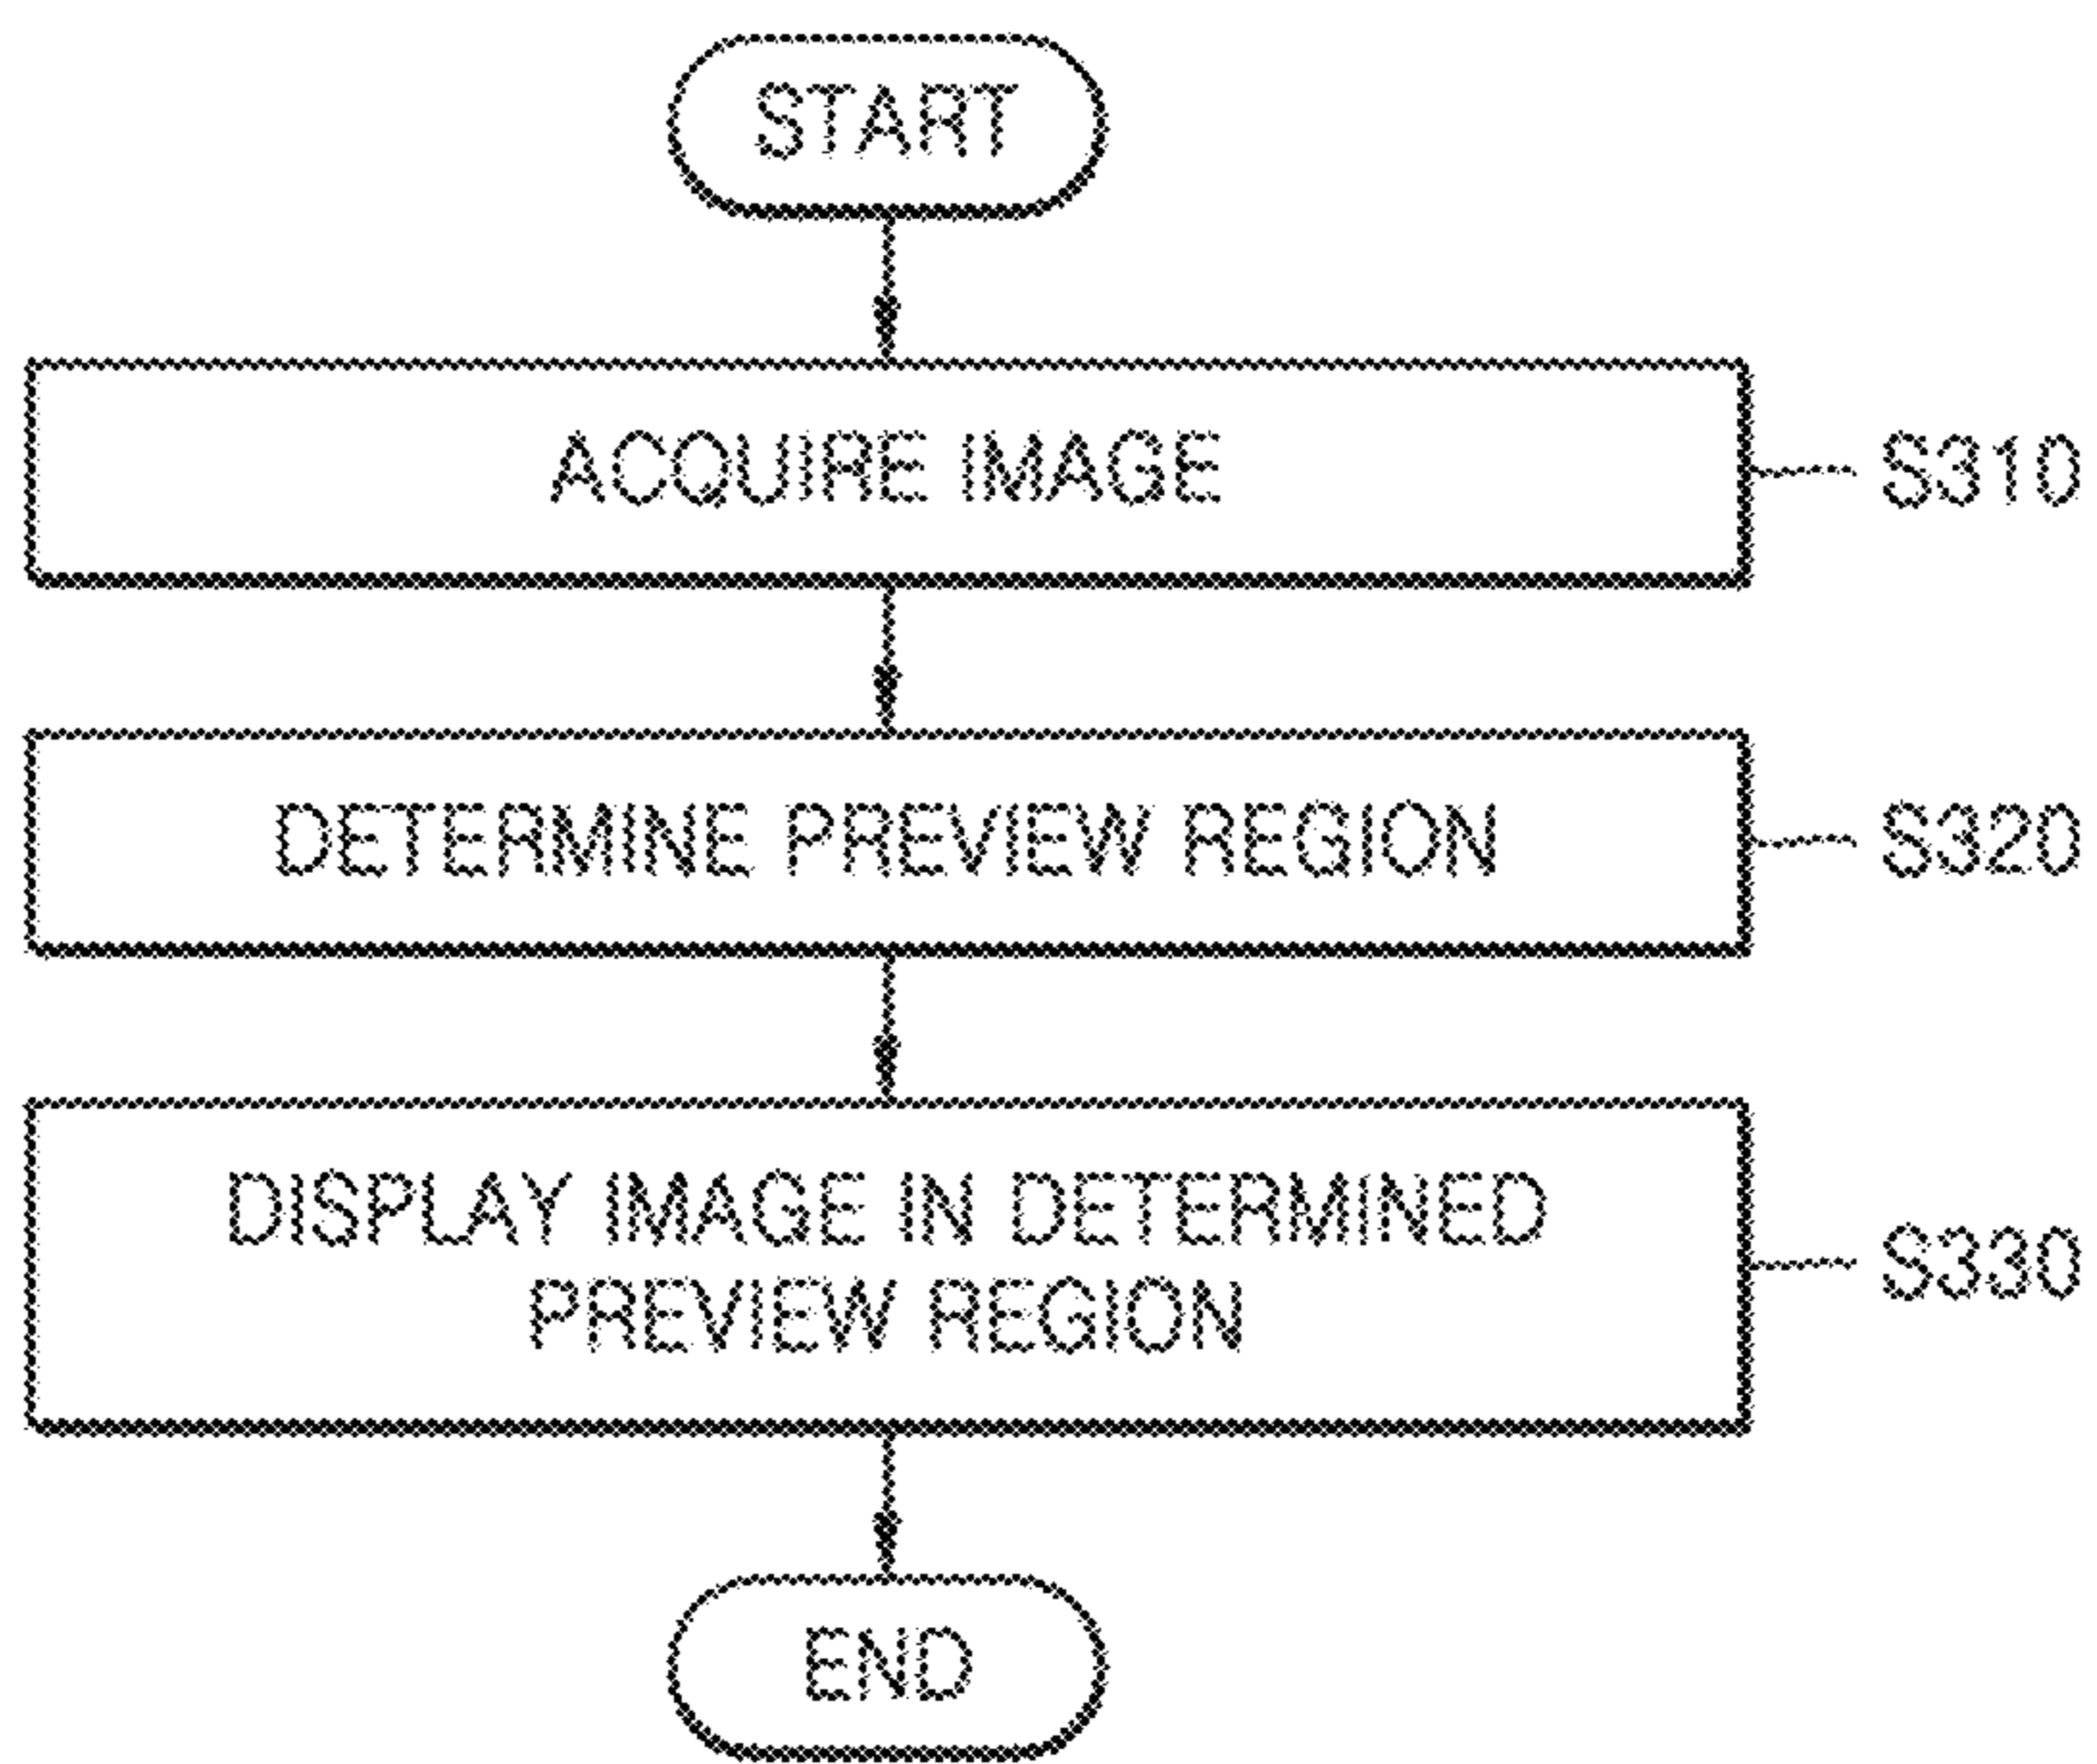 START
ACQUIRE IMAGE
S310
DETERMINE PREVIEW REGION
S320
DISPLAY IMAGE IN DETERMINED
PREVIEW REGION
S330
END